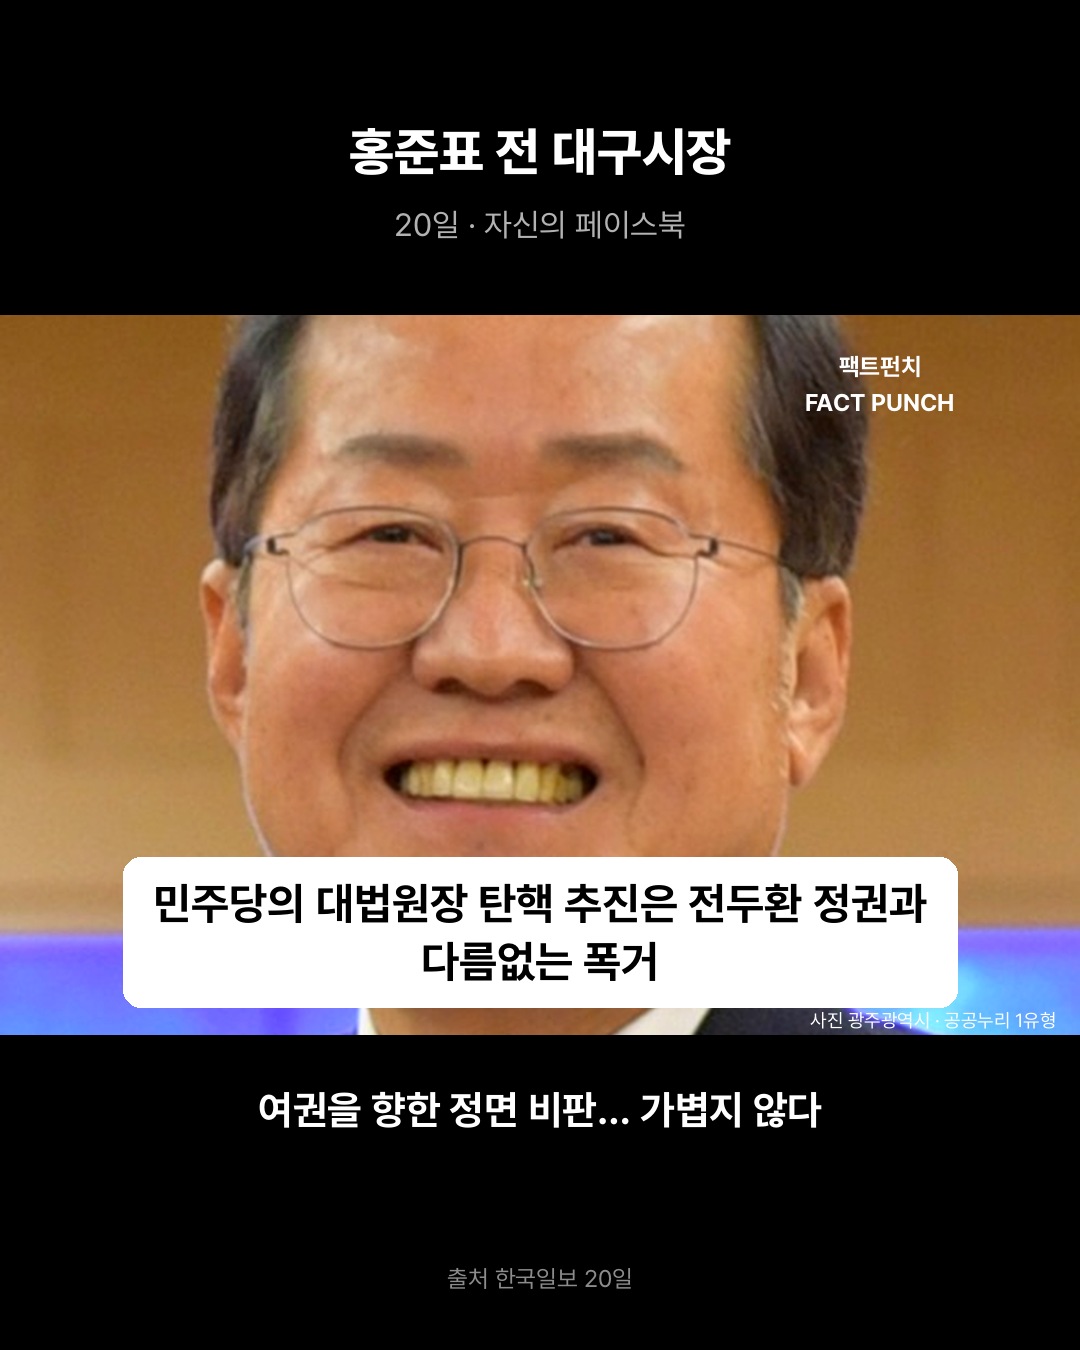 홍준표 전 대구시장
20일 · 자신의 페이스북
팩트펀치
FACT PUNCH
민주당의 대법원장 탄핵 추진은 전두환 정권과
다름없는 폭거
사진 광주광역시 · 공공누리 1유형
여권을 향한 정면 비판... 가볍지 않다
출처 한국일보 20일